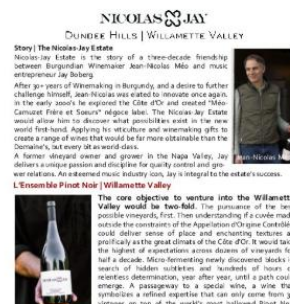 NICOLAS JAY
DUNDEE HILLS | WILLAMETTE VALLEY
Story | The Nicolas-Jay Estate
Nicolas-Jay Estate is the story of a three-decade friendship
between Burgundian Winemaker Jean-Nicolas Méo and music
entrepreneur Jay Boberg.
After 30+ years of Winemaking in Burgundy, and a desire to further
challenge himself, Jean-Nicolas was elated to innovate once again.
In the early 2000's he explored the Côte d'Or and created "Méo-
Camuzet Frère et Soeurs" négoce label. The Nicolas-Jay Estate
would allow him to discover what possibilities exist in the new
world first-hand. Applying his viticulture and winemaking gifts to
create a range of wines that would be far more obtainable than the
Domaine's, but every bit as world-class.
A former vineyard owner and grower in the Napa Valley, Jay
delivers a unique passion and discipline for quality control and gro-
wer relations. An esteemed music industry icon, Jay is integral to the estate's success.
Jean-Nicolas M
L'Ensemble Pinot Noir | Willamette Valley
The core objective to venture into the Willamett
Valley would be two-fold. The pursuance of the bes
possible vineyards, first. Then understanding if a cuvée mad
outside the constraints of the Appellation d'Origine Contrôlé
could deliver sense of place and enchanting textures a
prolifically as the great climats of the Côte d'Or. It would tak
the highest of expectations across dozens of vineyards fo
half a decade. Micro-fermenting newly discovered blocks i
search of hidden subtleties and hundreds of hours o
relentless determination, year after year, until a path coul
emerge. A passageway to a special wine, a wine tha
symbolizes a refined expertise that can only come from